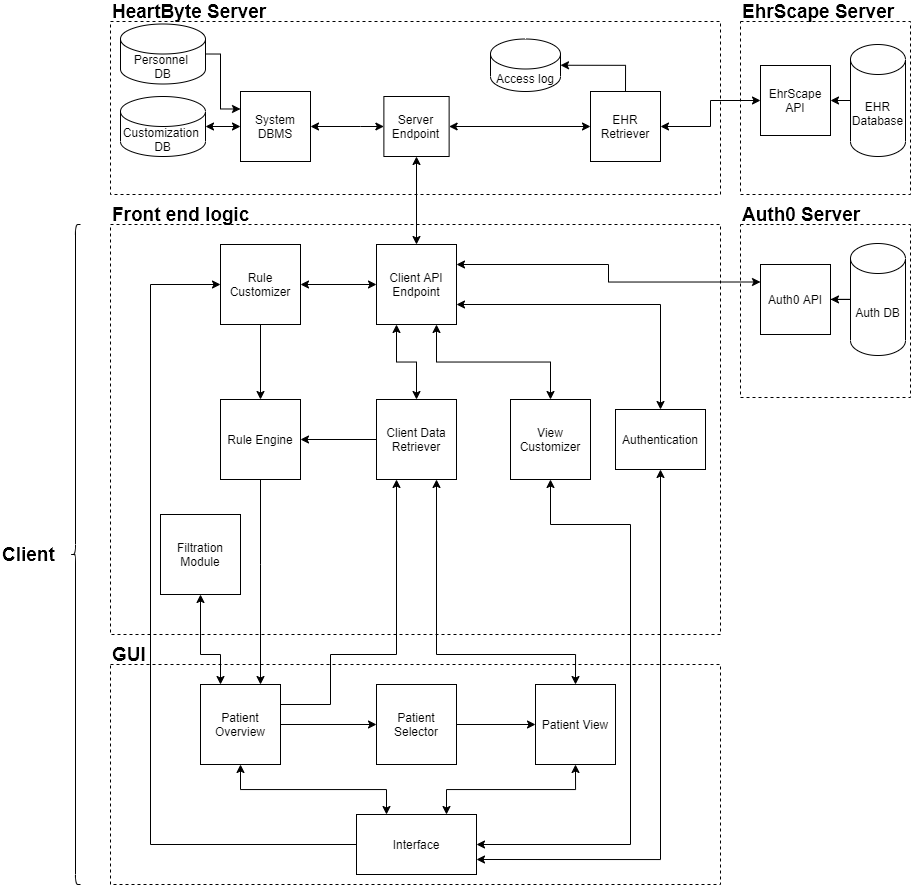 HeartByte Server
EhrScape Server
Personnel
DB
Access log
Customization
DB
System
DBMS
Server
Endpoint
EHR
Retriever
EhrScape
API
EHR
Database
Front end logic
Auth0 Server
Rule
Customizer
Client API
Endpoint
Auth0 API
Auth DB
Rule Engine
Client Data
Retriever
View
Customizer
Authentication
Client
Filtration
Module
GUI
Patient
Overview
Patient
Selector
Patient View
Interface